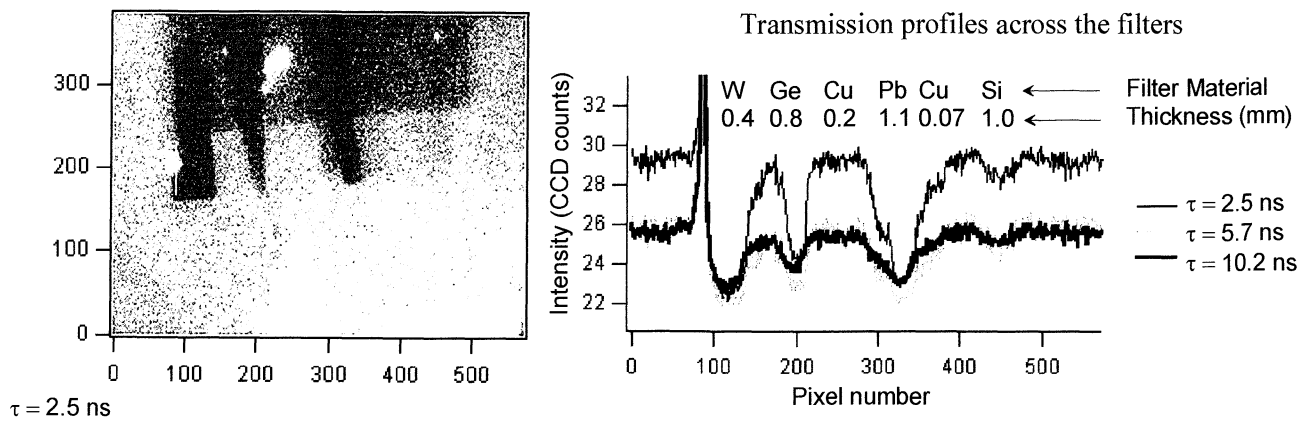 300
200
100
0
0 100 200 300 400 500
τ = 2.5 ns
Transmission profiles across the filters
Intensity (CCD counts)
32
30
28
26
24
22
W Ge Cu Pb Cu Si Filter Material
0.4 0.8 0.2 1.1 0.07 1.0 Thickness (mm)
τ = 2.5 ns
τ = 5.7 ns
τ = 10.2 ns
0 100 200 300 400 500
Pixel number